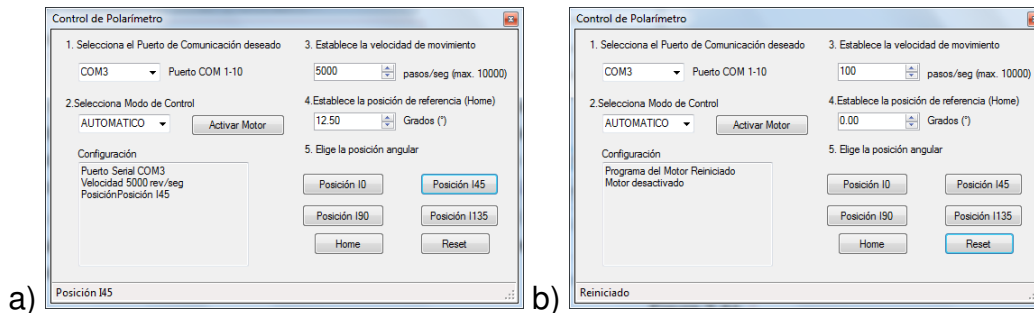 Control de Polarímetro
1. Selecciona el Puerto de Comunicación deseado
COM3 Puerto COM 1-10
2.Selecciona Modo de Control
AUTOMATICO Activar Motor
Configuración
Puerto Serial COM3
Velocidad 5000 rev/seg
PosiciónPosición I45
3. Establece la velocidad de movimiento
5000 pasos/seg (max. 10000)
4.Establece la posición de referencia (Home)
12.50 Grados (°)
5. Elige la posición angular
Posición I0 Posición I45
Posición I90 Posición I135
Home Reset
Posición I45
a)
Control de Polarímetro
1. Selecciona el Puerto de Comunicación deseado
COM3 Puerto COM 1-10
2.Selecciona Modo de Control
AUTOMATICO Activar Motor
Configuración
Programa del Motor Reiniciado
Motor desactivado
3. Establece la velocidad de movimiento
100 pasos/seg (max. 10000)
4.Establece la posición de referencia (Home)
0.00 Grados (°)
5. Elige la posición angular
Posición I0 Posición I45
Posición I90 Posición I135
Home Reset
Reiniciado
b)